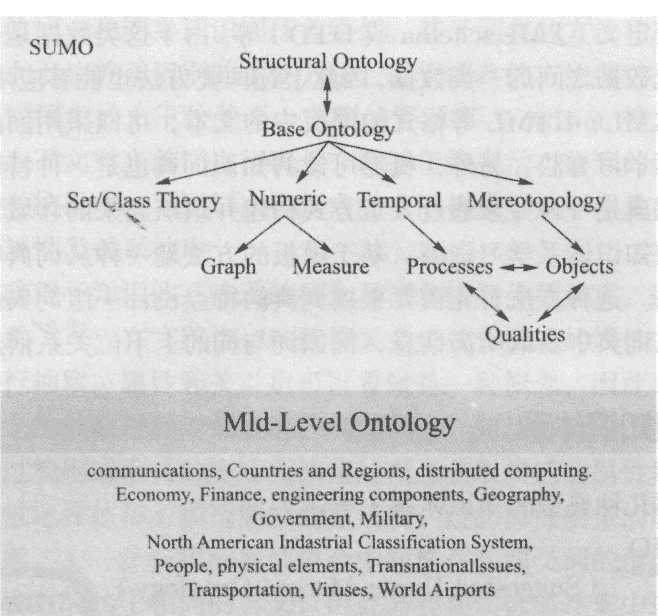 SUMO
Structural Ontology
Base Ontology
Set/Class Theory Numeric Temporal Mereotopology
Graph Measure Processes Objects
Qualities
Mld-Level Ontology
communications, Countries and Regions, distributed computing.
Economy, Finance, engineering components, Geography,
Government, Military,
North American Indastrial Classification System,
People, physical elements, Transnationallssues,
Transportation, Viruses, World Airports